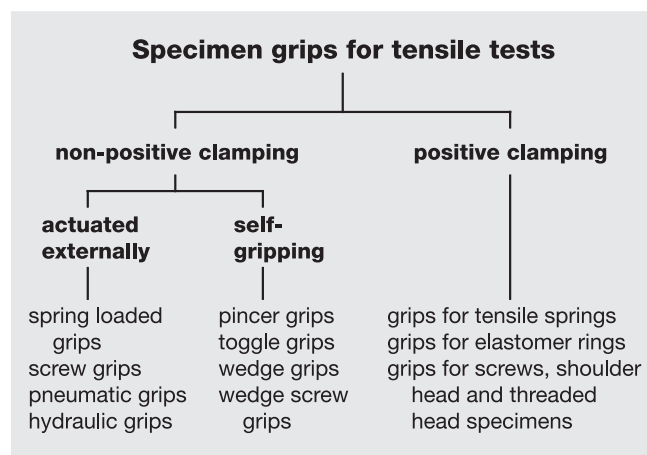 Specimen grips for tensile tests
non-positive clamping
positive clamping
actuated
externally
self-
gripping
spring loaded
grips
screw grips
pneumatic grips
hydraulic grips
pincer grips
toggle grips
wedge grips
wedge screw
grips
grips for tensile springs
grips for elastomer rings
grips for screws, shoulder
head and threaded
head specimens